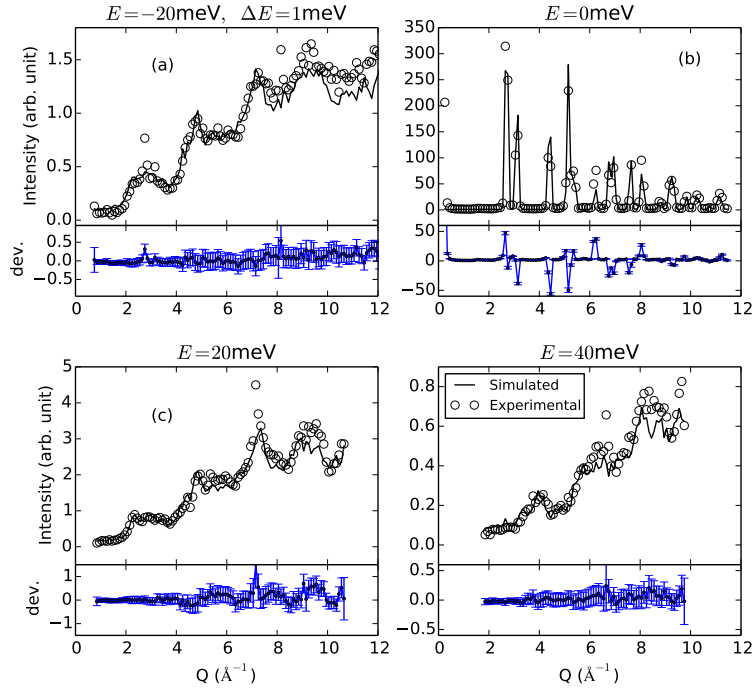 E=−20meV, ΔE=1meV
E=0meV
Intensity (arb. unit)
1.5
1.0
0.5
0.0
(a)
350
300
250
200
150
100
50
0
(b)
dev.
0.5
0.0
−0.5
50
0
−50
0 2 4 6 8 10 12
0 2 4 6 8 10 12
E=20meV
E=40meV
Intensity (arb. unit)
5
4
3
2
1
0
(c)
0.8
0.6
0.4
0.2
0.0
Simulated
Experimental
dev.
1
0
−1
0.5
0.0
−0.5
0 2 4 6 8 10 12
0 2 4 6 8 10 12
Q (Å⁻¹)
Q (Å⁻¹)